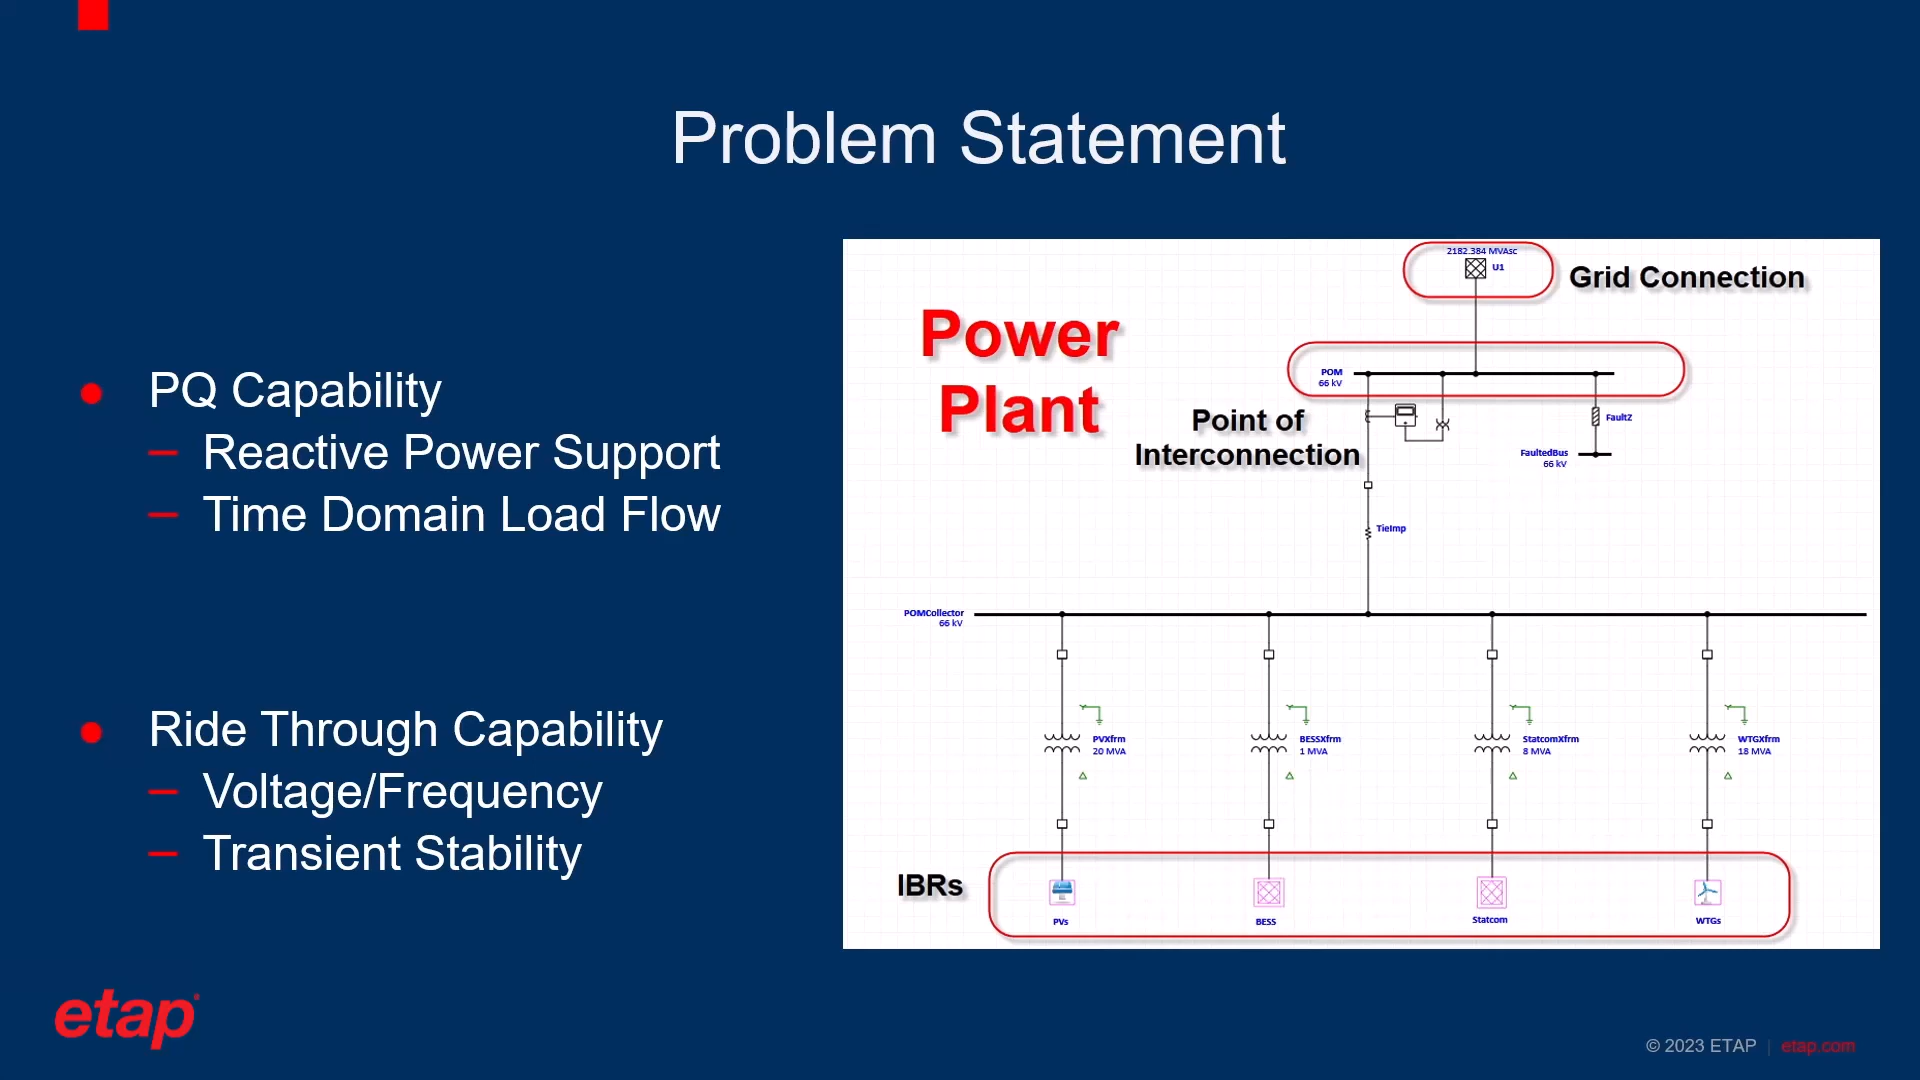 Problem Statement
PQ Capability
Reactive Power Support
Time Domain Load Flow
Ride Through Capability
Voltage/Frequency
Transient Stability
Power
Plant
2182.384 MVAsc
U1
Grid Connection
POM
66 kV
Point of
Interconnection
FaultZ
FaultedBus
66 kV
TieImp
POMCollector
66 kV
PVXfrm
20 MVA
BESSXfrm
1 MVA
StatcomXfrm
8 MVA
WTGXfrm
18 MVA
IBRs
PVs
BESS
Statcom
WTGs
etap
© 2023 ETAP | etap.com